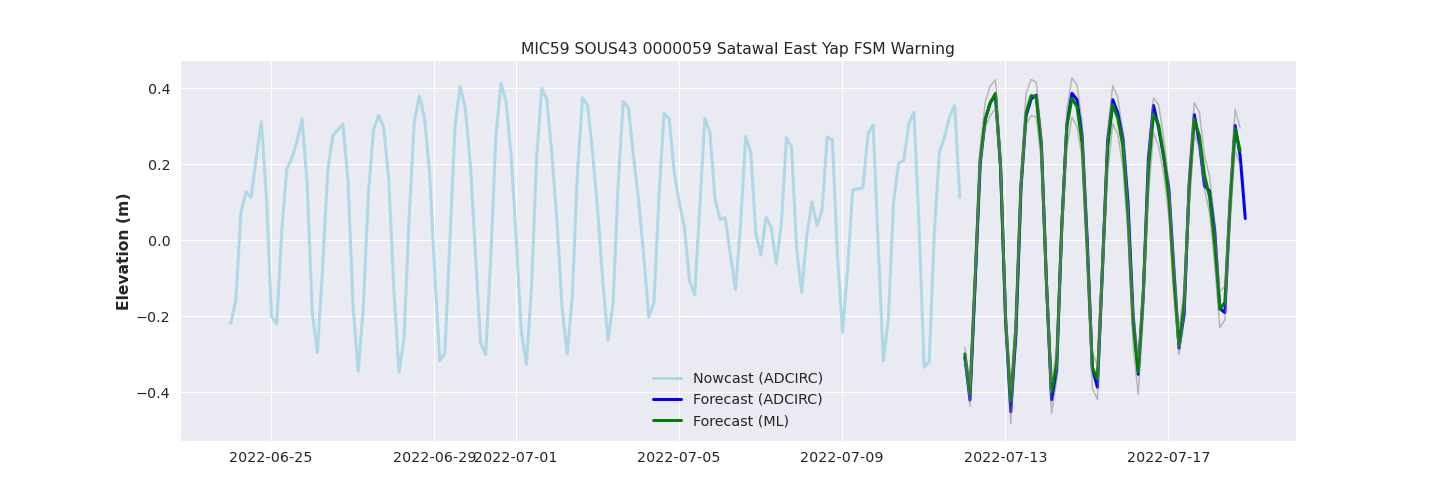 MIC59 SOUS43 0000059 Satawal East Yap FSM Warning
Elevation (m)
0.4
0.2
0.0
−0.2
−0.4
Nowcast (ADCIRC)
Forecast (ADCIRC)
Forecast (ML)
2022-06-25 2022-06-29 2022-07-01 2022-07-05 2022-07-09 2022-07-13 2022-07-17